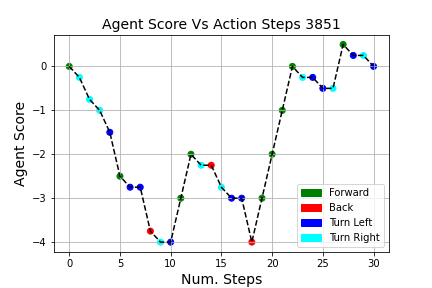 Agent Score Vs Action Steps 3851
Agent Score
0
−1
−2
−3
−4
Forward
Back
Turn Left
Turn Right
0 5 10 15 20 25 30
Num. Steps